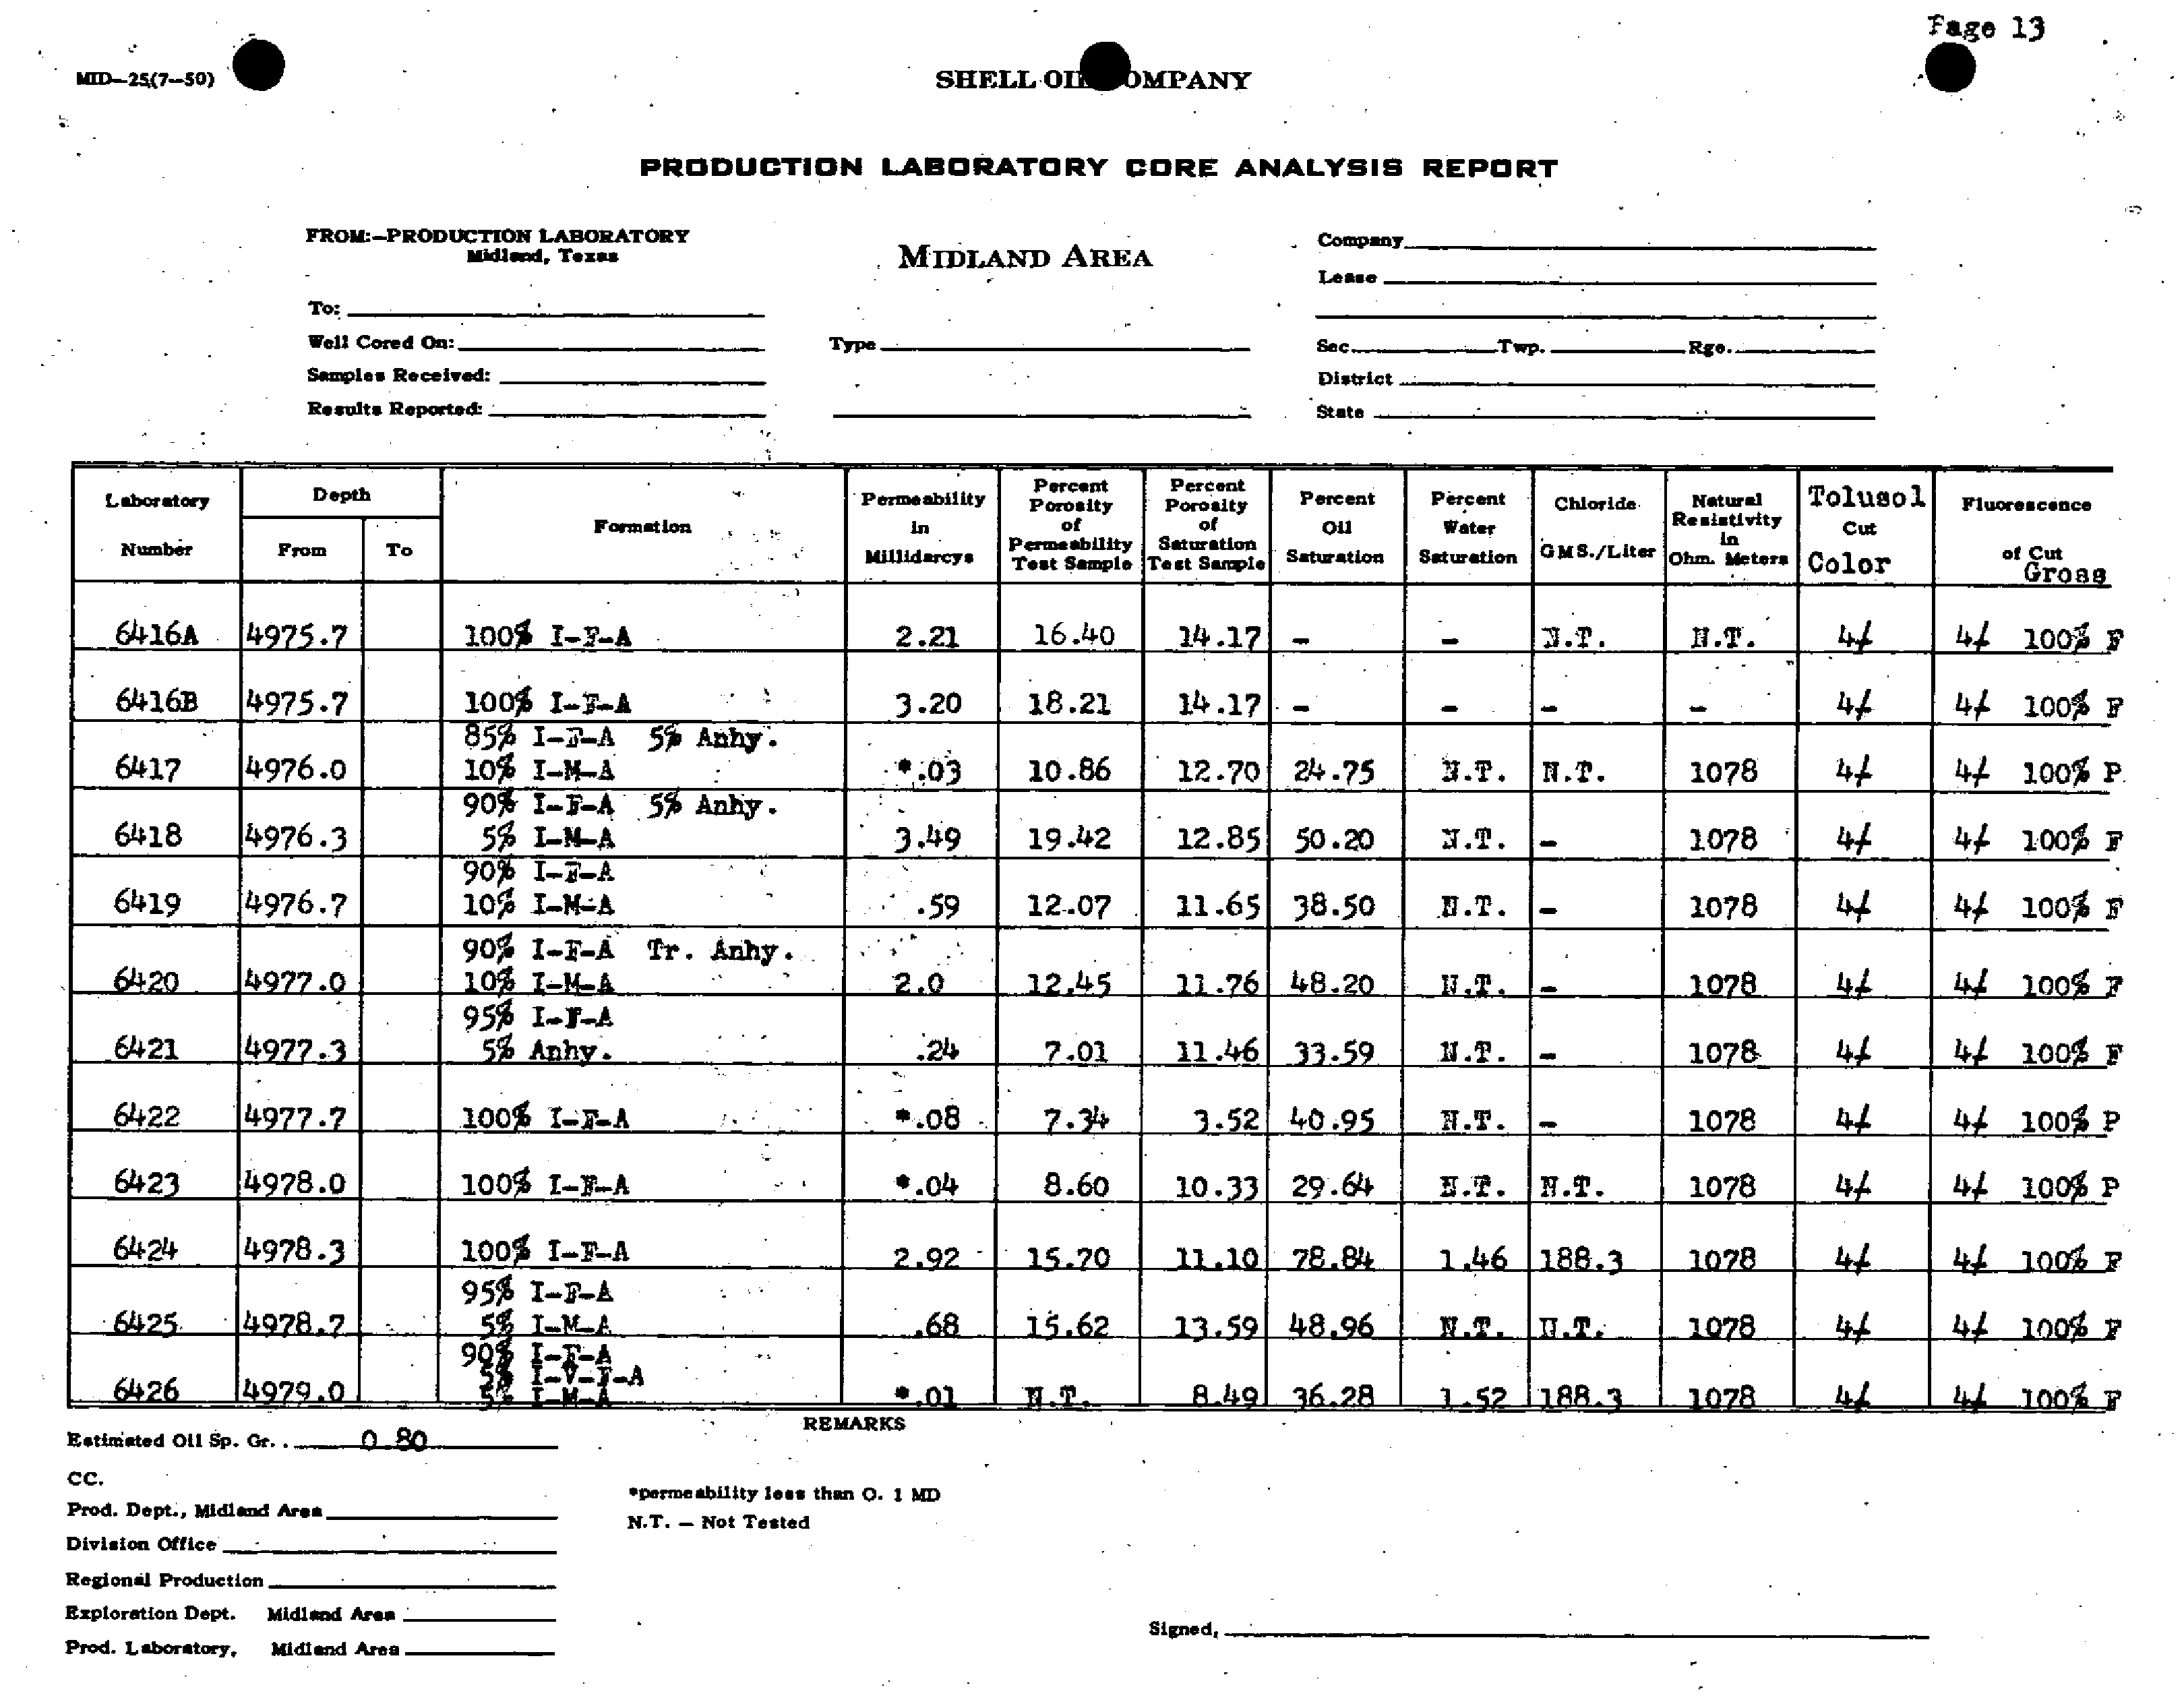 Page 13
MID-25(7-50)
SHELL OIL COMPANY
PRODUCTION LABORATORY CORE ANALYSIS REPORT
FROM:-PRODUCTION LABORATORY
Midland, Texas
MIDLAND AREA
Company
Lease
To:
Well Cored On:
Type
Sec. Twp. Rge.
Samples Received:
District
Results Reported:
State
Laboratory Number
Depth
From To
Formation
Permeability in Millidarcys
Percent Porosity of Permeability Test Sample
Percent Porosity of Saturation Test Sample
Percent Oil Saturation
Percent Water Saturation
Chloride GMS./Liter
Natural Resistivity in Ohm. Meters
Tolusol Cut Color
Fluorescence of Cut Gross
6416A 4975.7 100% I-F-A 2.21 16.40 14.17 - - N.T. N.T. 4+ 4+ 100% F
6416B 4975.7 100% I-F-A 3.20 18.21 14.17 - - - - 4+ 4+ 100% F
85% I-F-A 5% Anhy.
6417 4976.0 10% I-M-A *.03 10.86 12.70 24.75 N.T. N.T. 1078 4+ 4+ 100% P
90% I-F-A 5% Anhy.
6418 4976.3 5% I-M-A 3.49 19.42 12.85 50.20 N.T. - 1078 4+ 4+ 100% F
90% I-F-A
6419 4976.7 10% I-M-A .59 12.07 11.65 38.50 N.T. - 1078 4+ 4+ 100% F
90% I-F-A Tr. Anhy.
6420 4977.0 10% I-M-A 2.0 12.45 11.76 48.20 N.T. - 1078 4+ 4+ 100% F
95% I-F-A
6421 4977.3 5% Anhy. .24 7.01 11.46 33.59 N.T. - 1078 4+ 4+ 100% F
6422 4977.7 100% I-F-A *.08 7.34 3.52 40.95 N.T. - 1078 4+ 4+ 100% P
6423 4978.0 100% I-F-A *.04 8.60 10.33 29.64 N.T. N.T. 1078 4+ 4+ 100% P
6424 4978.3 100% I-F-A 2.92 15.70 11.10 78.84 1.46 188.3 1078 4+ 4+ 100% F
95% I-F-A
6425 4978.7 5% I-M-A .68 15.62 13.59 48.96 N.T. N.T. 1078 4+ 4+ 100% F
90% I-F-A
5% I-V-F-A
6426 4979.0 5% I-M-A *.01 N.T. 8.49 36.28 1.52 188.3 1078 4+ 4+ 100% F
REMARKS
Estimated Oil Sp. Gr. . 0.80
CC.
*permeability less than O. 1 MD
Prod. Dept., Midland Area
N.T. - Not Tested
Division Office
Regional Production
Exploration Dept. Midland Area
Signed,
Prod. Laboratory, Midland Area